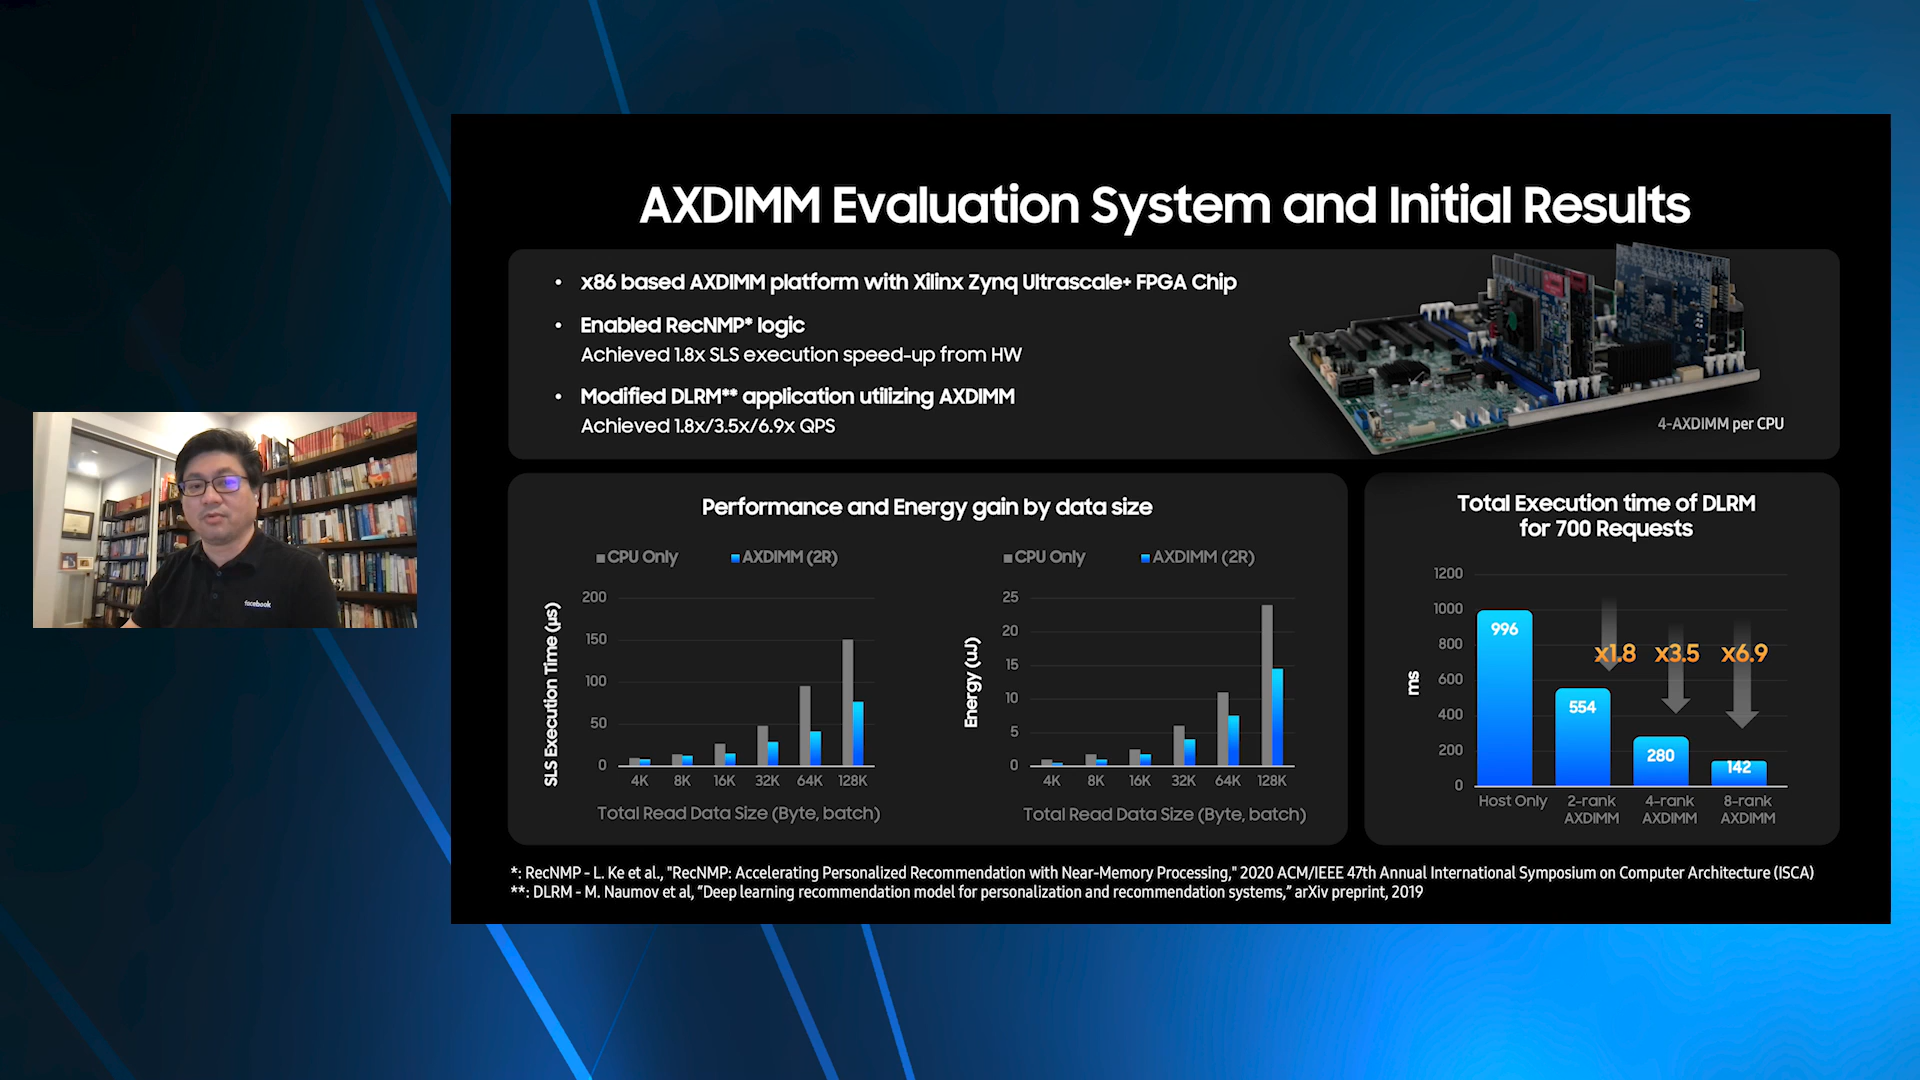 AXDIMM Evaluation System and Initial Results
• x86 based AXDIMM platform with Xilinx Zynq Ultrascale+ FPGA Chip
• Enabled RecNMP* logic
Achieved 1.8x SLS execution speed-up from HW
• Modified DLRM** application utilizing AXDIMM
Achieved 1.8x/3.5x/6.9x QPS
4-AXDIMM per CPU
facebook
Performance and Energy gain by data size
CPU Only
AXDIMM (2R)
SLS Execution Time (µs)
200
150
100
50
0
4K 8K 16K 32K 64K 128K
Total Read Data Size (Byte, batch)
CPU Only
AXDIMM (2R)
Energy (uJ)
25
20
15
10
5
0
4K 8K 16K 32K 64K 128K
Total Read Data Size (Byte, batch)
Total Execution time of DLRM
for 700 Requests
ms
1200
1000
800
600
400
200
0
996
554
280
142
x1.8 x3.5 x6.9
Host Only
2-rank
AXDIMM
4-rank
AXDIMM
8-rank
AXDIMM
*: RecNMP - L. Ke et al., "RecNMP: Accelerating Personalized Recommendation with Near-Memory Processing," 2020 ACM/IEEE 47th Annual International Symposium on Computer Architecture (ISCA)
**: DLRM - M. Naumov et al, “Deep learning recommendation model for personalization and recommendation systems,” arXiv preprint, 2019